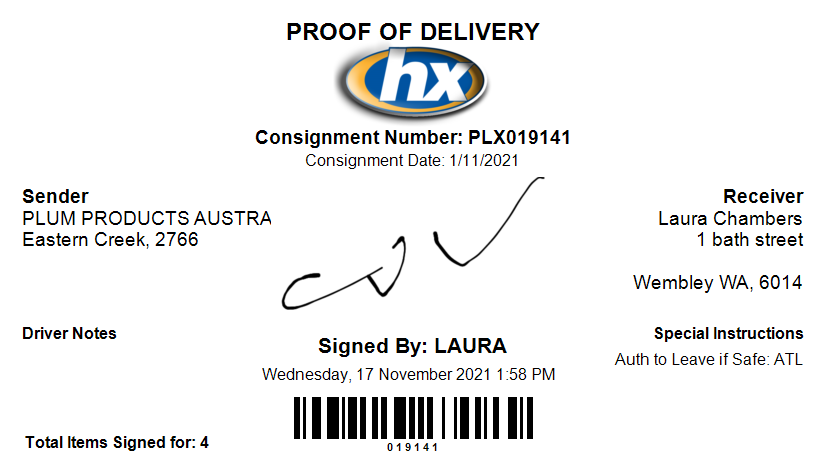 PROOF OF DELIVERY
hx
Consignment Number: PLX019141
Consignment Date: 1/11/2021
Sender
PLUM PRODUCTS AUSTRA
Eastern Creek, 2766
Receiver
Laura Chambers
1 bath street
Wembley WA, 6014
Driver Notes
Signed By: LAURA
Wednesday, 17 November 2021 1:58 PM
Special Instructions
Auth to Leave if Safe: ATL
Total Items Signed for: 4
019141